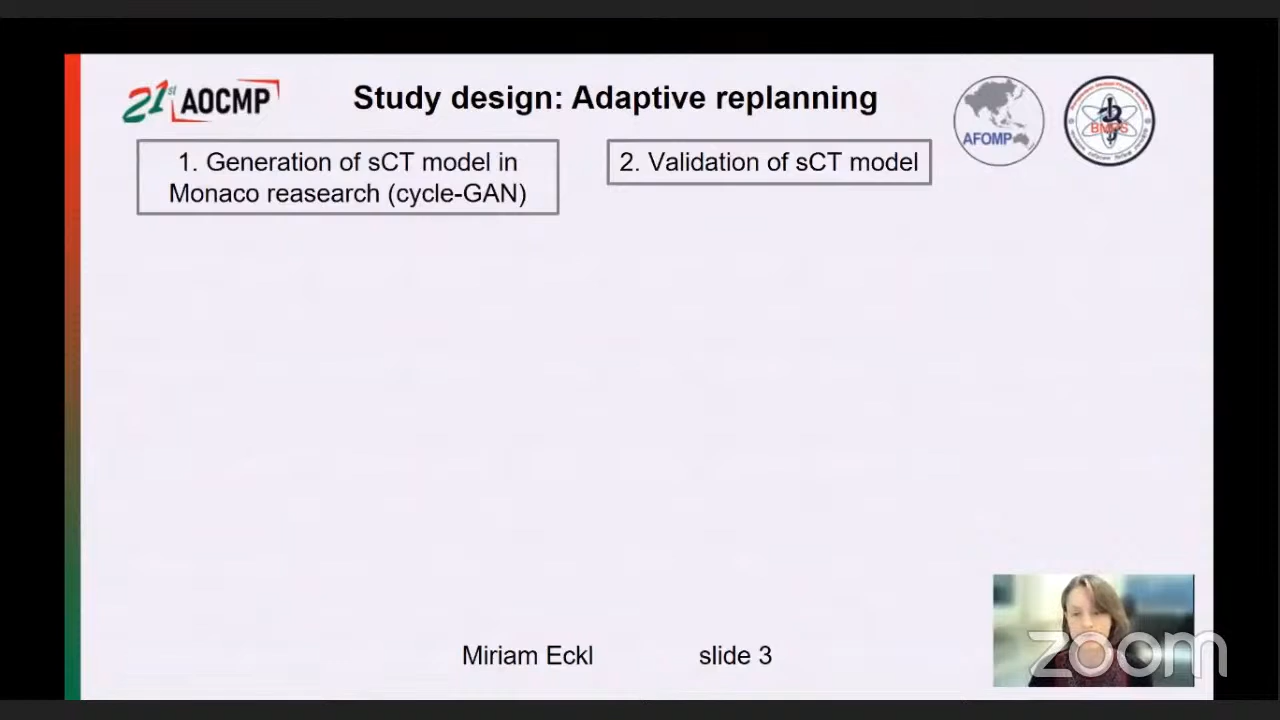 21st AOCMP
Study design: Adaptive replanning
AFOMP
BMPS
1. Generation of sCT model in
Monaco reasearch (cycle-GAN)
2. Validation of sCT model
Miriam Eckl
slide 3
zoom